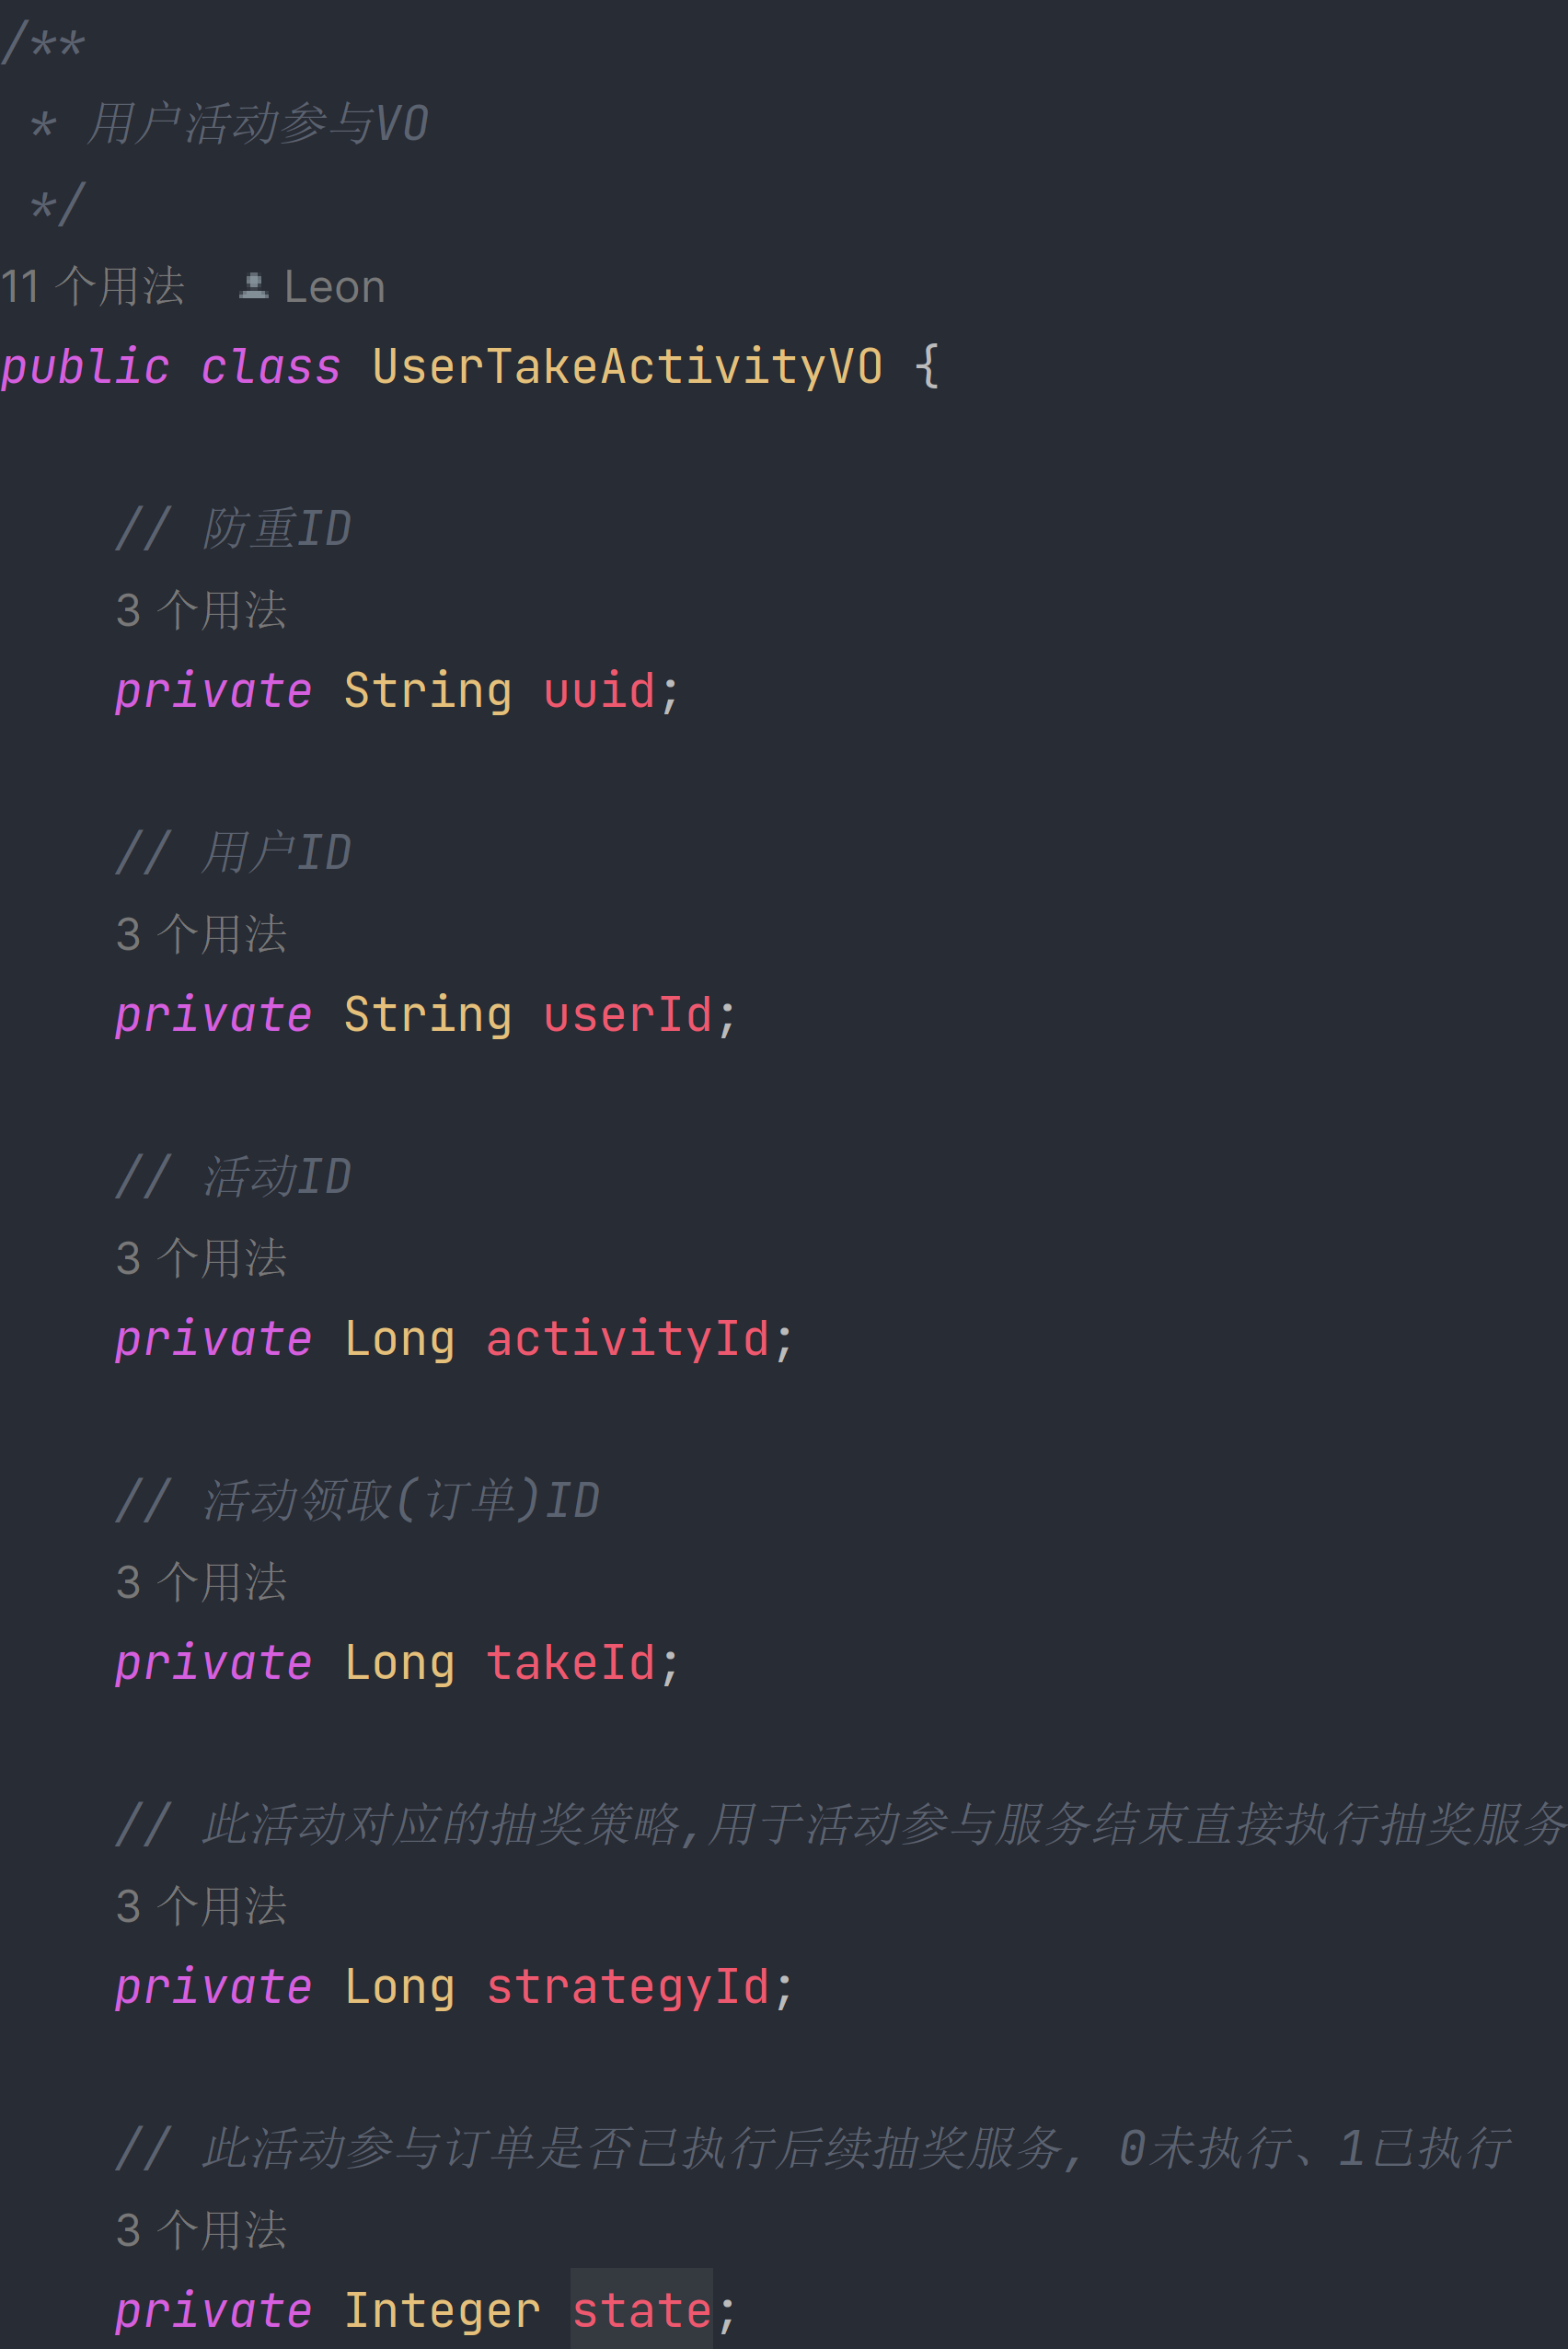 /**
 * 用户活动参与VO
 */
11 个用法 Leon
public class UserTakeActivityVO {
// 防重ID
3 个用法
private String uuid;
// 用户ID
3 个用法
private String userId;
// 活动ID
3 个用法
private Long activityId;
// 活动领取(订单)ID
3 个用法
private Long takeId;
// 此活动对应的抽奖策略,用于活动参与服务结束直接执行抽奖服务
3 个用法
private Long strategyId;
// 此活动参与订单是否已执行后续抽奖服务, 0未执行、1已执行
3 个用法
private Integer state;